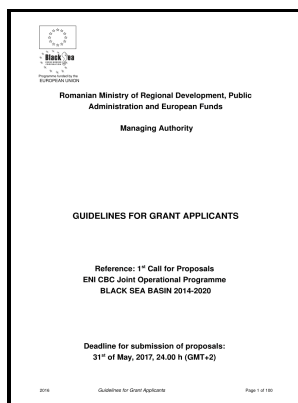 Black Sea
Programme funded by the
EUROPEAN UNION
Romanian Ministry of Regional Development, Public
Administration and European Funds
Managing Authority
GUIDELINES FOR GRANT APPLICANTS
Reference: 1st Call for Proposals
ENI CBC Joint Operational Programme
BLACK SEA BASIN 2014-2020
Deadline for submission of proposals:
31st of May, 2017, 24.00 h (GMT+2)
2016 Guidelines for Grant Applicants Page 1 of 100